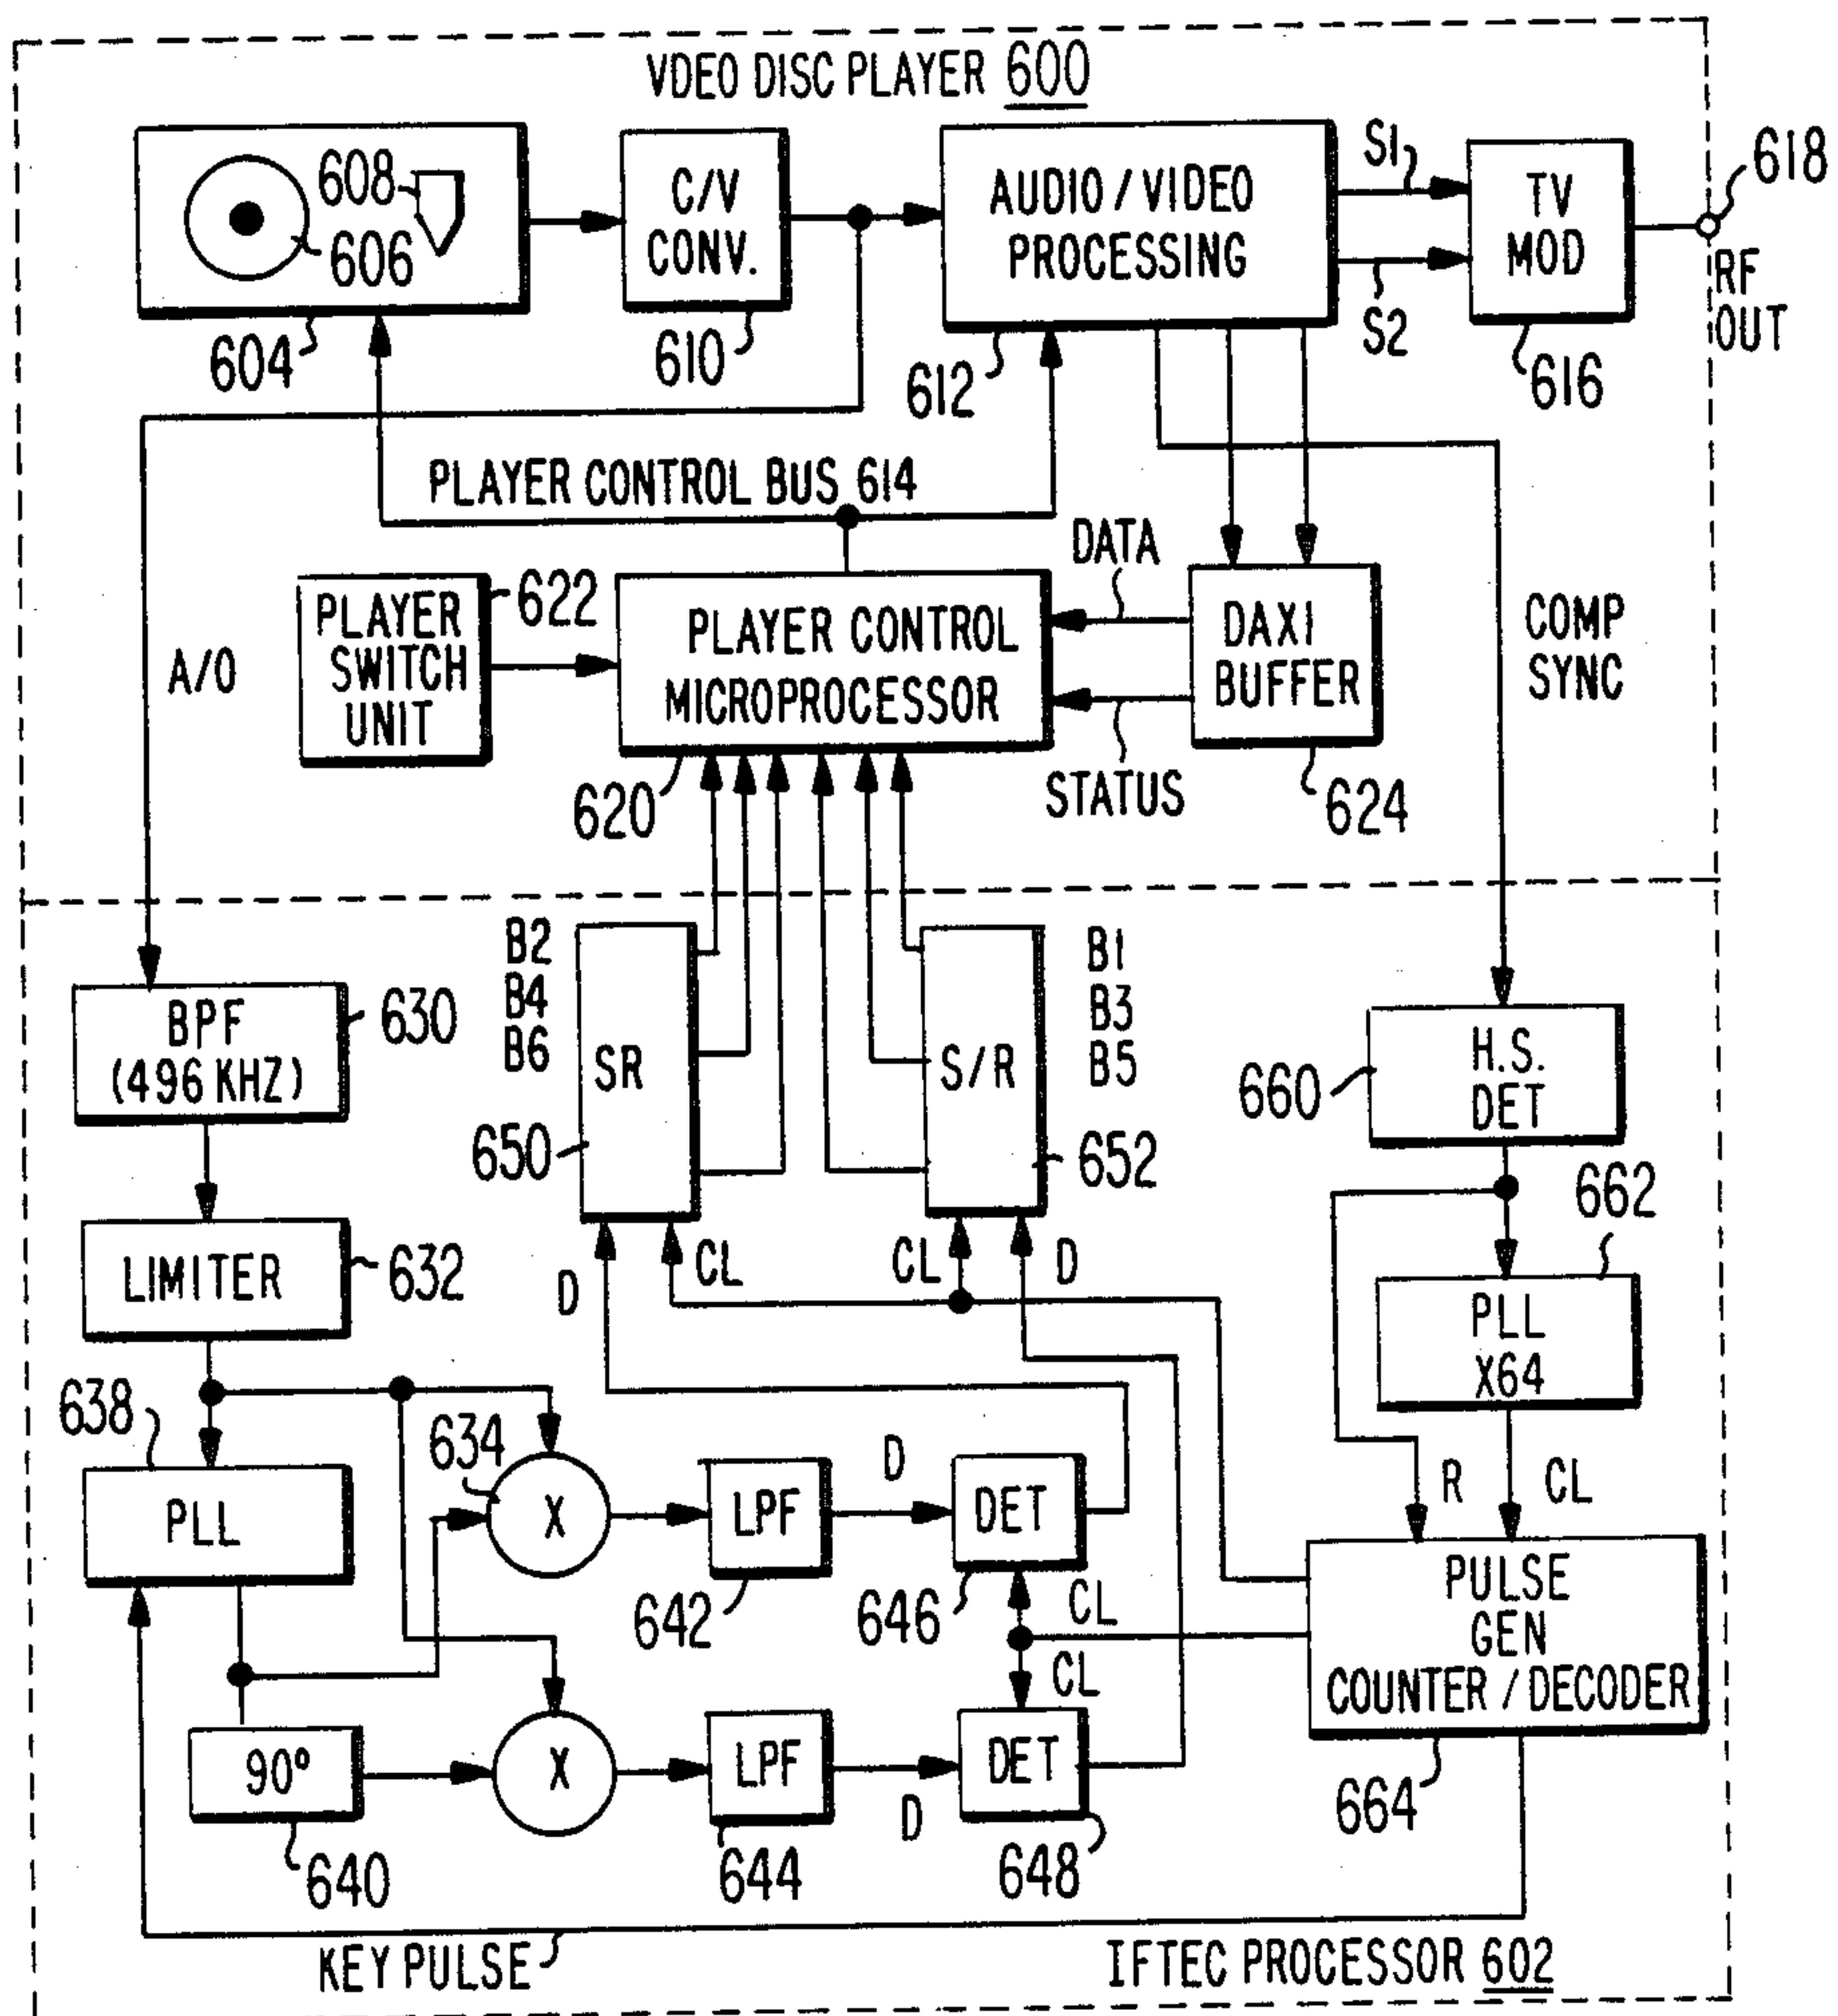 VDEO DISC PLAYER 600
608
606
604
C/V
CONV.
610
AUDIO / VIDEO
PROCESSING
612
S1
S2
TV
MOD
616
618
RF
OUT
PLAYER CONTROL BUS 614
A/O
PLAYER
SWITCH
UNIT
622
PLAYER CONTROL
MICROPROCESSOR
620
DATA
STATUS
DAXI
BUFFER
624
COMP
SYNC
BPF
(496 KHZ)
630
B2
B4
B6
SR
650
S/R
B1
B3
B5
652
H.S.
DET
660
662
LIMITER
632
D
CL
CL
D
PLL
X64
638
PLL
634
X
LPF
642
D
DET
646
CL
CL
R
CL
PULSE
GEN
COUNTER / DECODER
664
90°
640
X
LPF
644
D
DET
648
KEY PULSE
IFTEC PROCESSOR 602